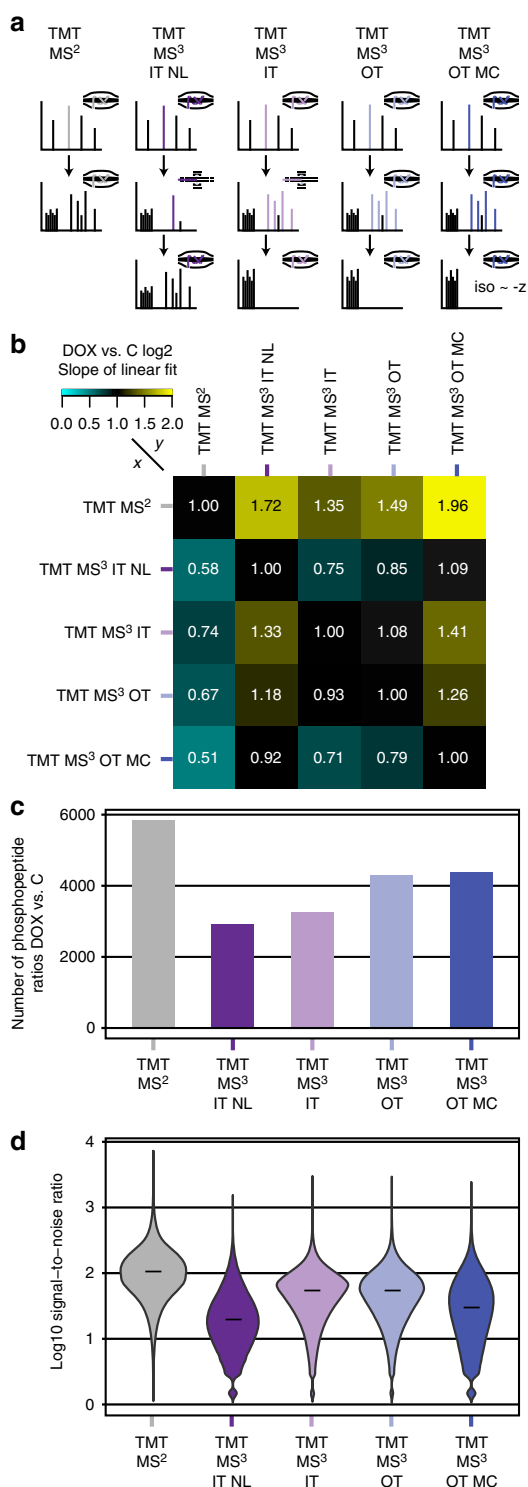 a
TMT MS² TMT MS³ IT NL TMT MS³ IT TMT MS³ OT TMT MS³ OT MC
iso ~ -z
b
DOX vs. C log2
Slope of linear fit
0.0 0.5 1.0 1.5 2.0
x y
TMT MS² TMT MS³ IT NL TMT MS³ IT TMT MS³ OT TMT MS³ OT MC
TMT MS² 1.00 1.72 1.35 1.49 1.96
TMT MS³ IT NL 0.58 1.00 0.75 0.85 1.09
TMT MS³ IT 0.74 1.33 1.00 1.08 1.41
TMT MS³ OT 0.67 1.18 0.93 1.00 1.26
TMT MS³ OT MC 0.51 0.92 0.71 0.79 1.00
c
Number of phosphopeptide
ratios DOX vs. C
6000
4000
2000
0
TMT MS² TMT MS³ IT NL TMT MS³ IT TMT MS³ OT TMT MS³ OT MC
d
Log10 signal–to–noise ratio
4
3
2
1
0
TMT MS² TMT MS³ IT NL TMT MS³ IT TMT MS³ OT TMT MS³ OT MC